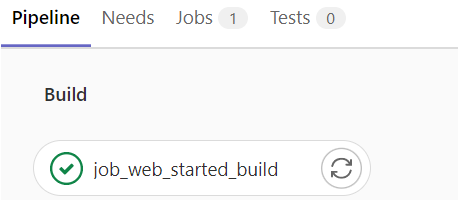 Pipeline Needs Jobs 1 Tests 0
Build
job_web_started_build